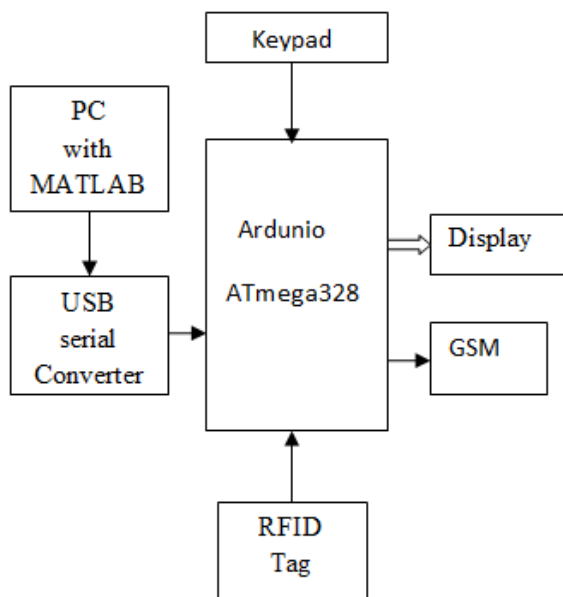 Keypad
PC
with
MATLAB
Ardunio
ATmega328
Display
USB
serial
Converter
GSM
RFID
Tag